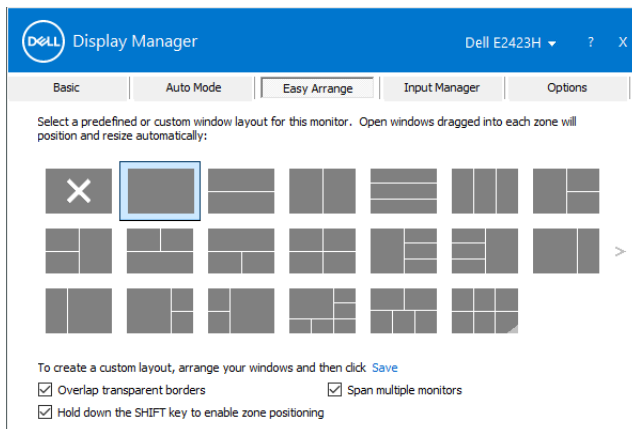 DELL Display Manager Dell E2423H ? X
Basic Auto Mode Easy Arrange Input Manager Options
Select a predefined or custom window layout for this monitor. Open windows dragged into each zone will
position and resize automatically:
>
To create a custom layout, arrange your windows and then click Save
Overlap transparent borders Span multiple monitors
Hold down the SHIFT key to enable zone positioning